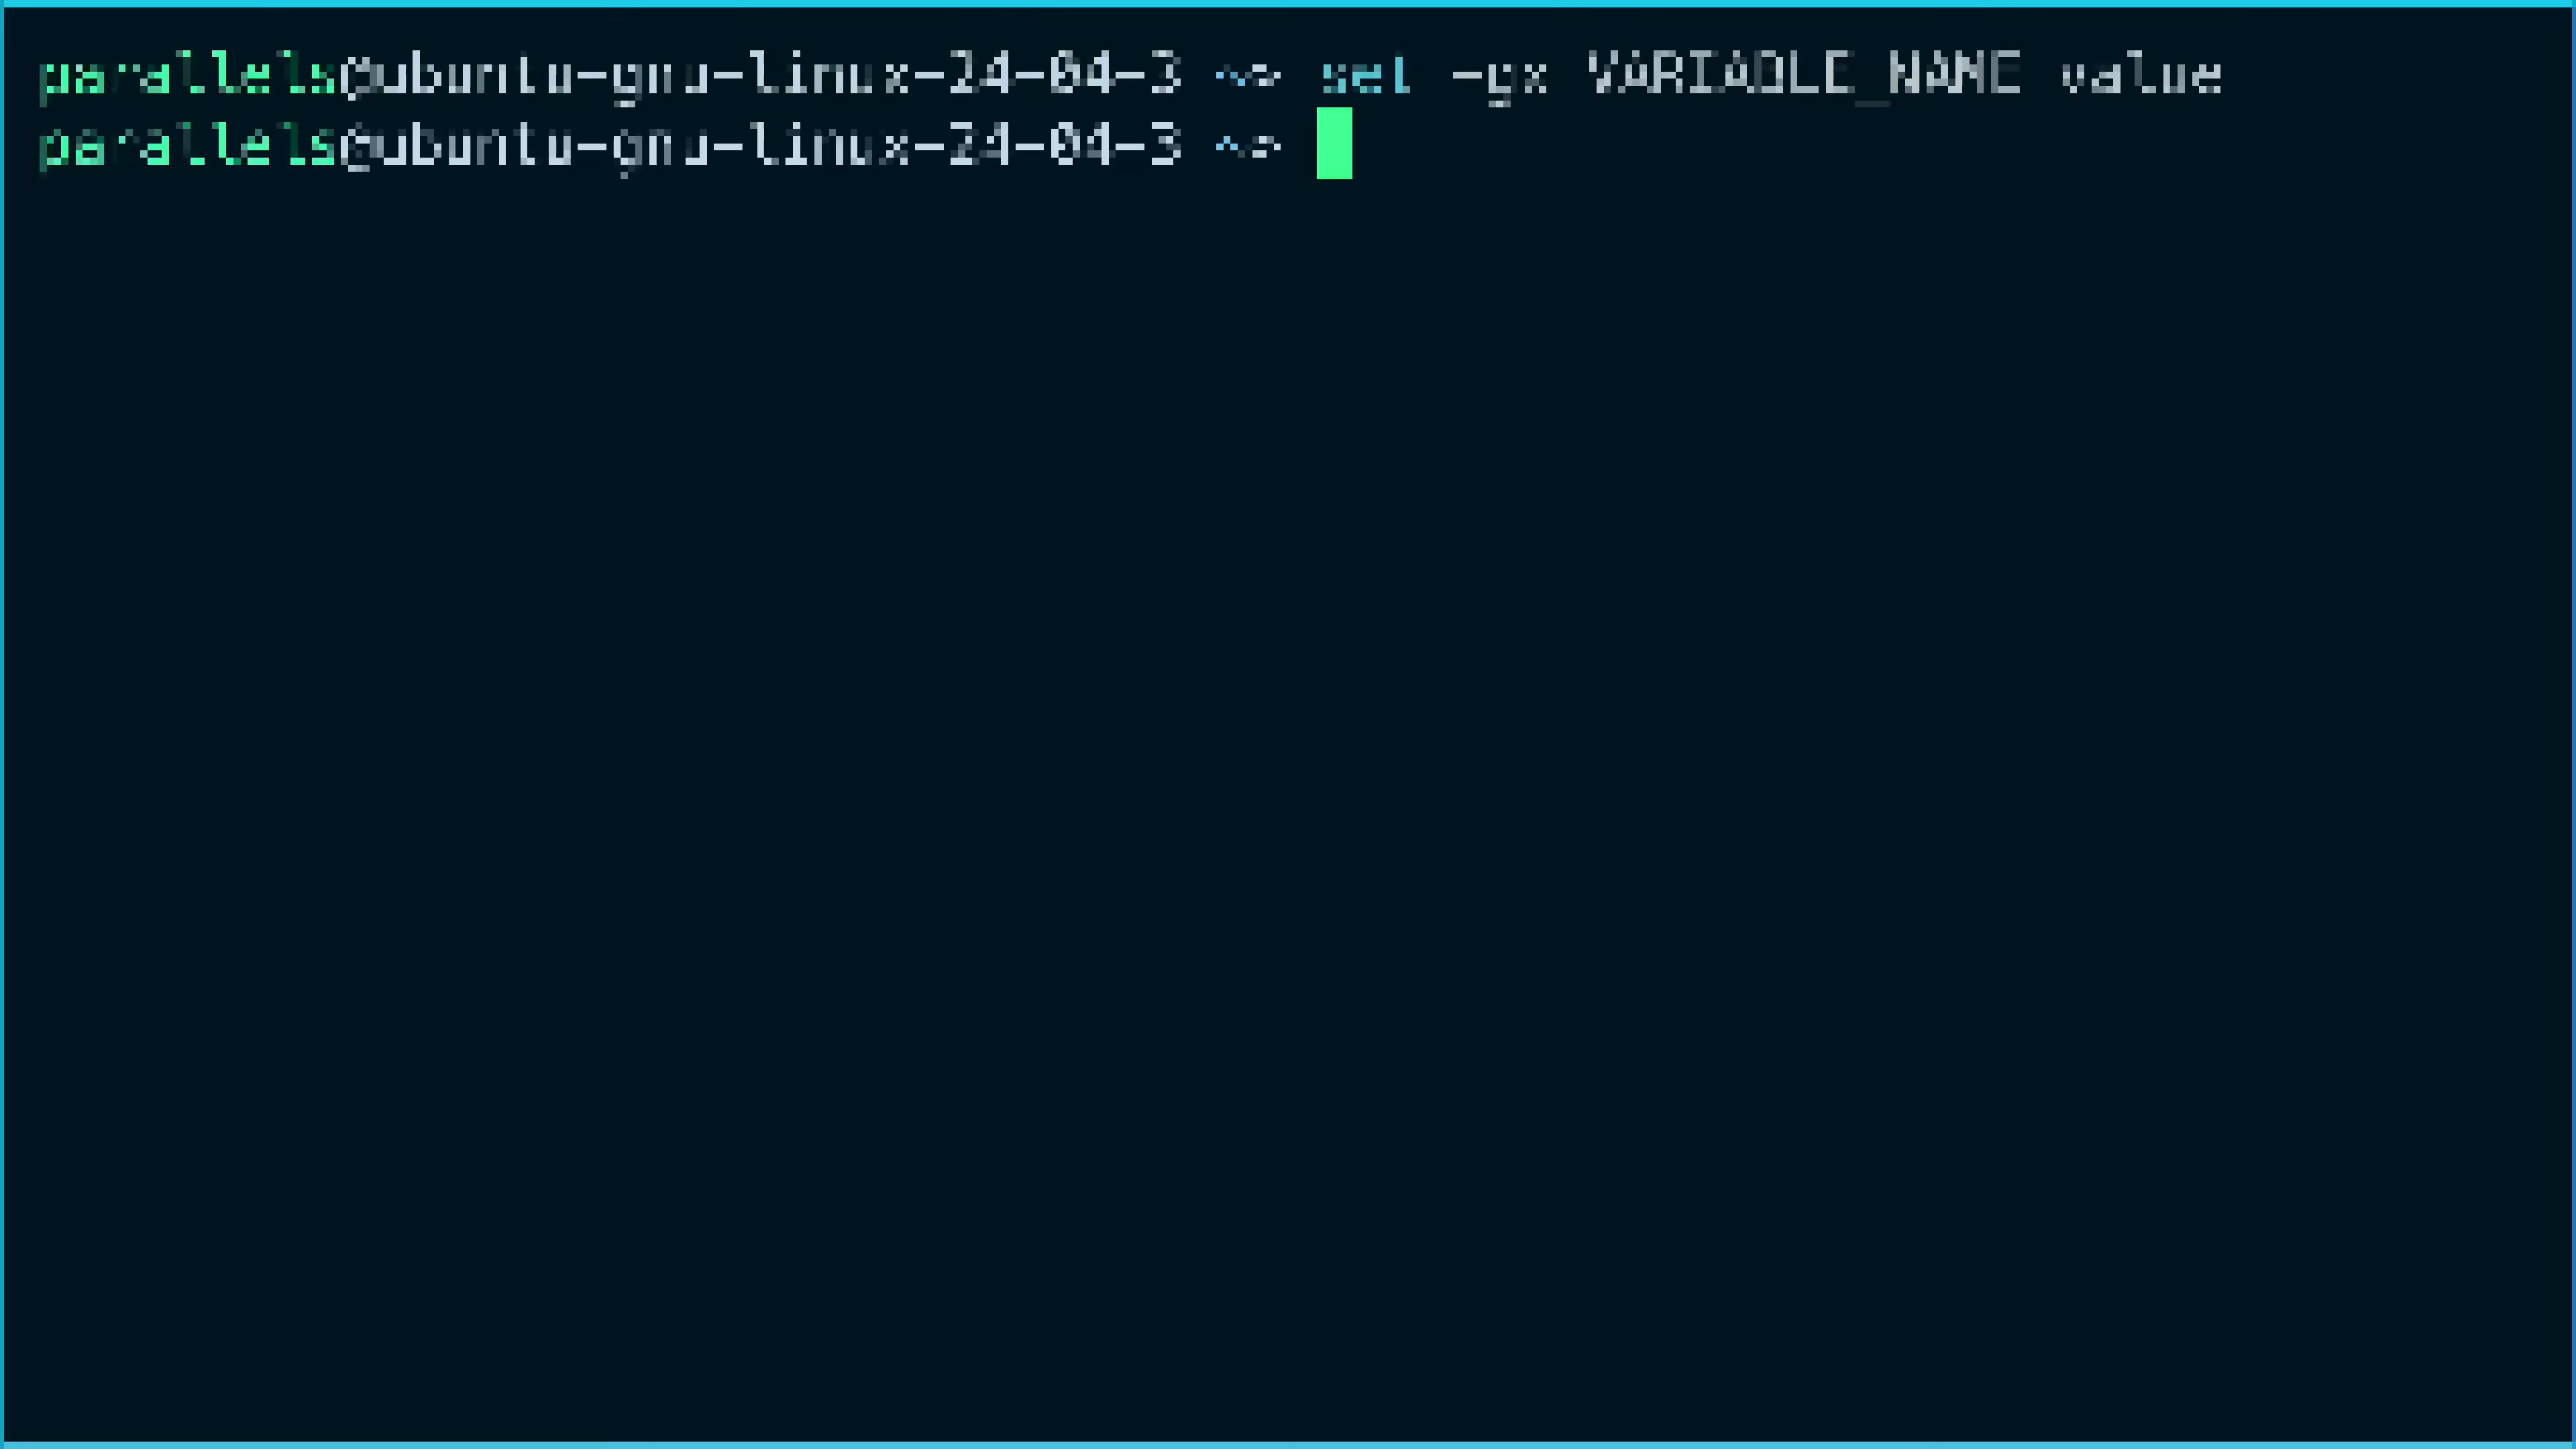 parallels@ubuntu-gnu-linux-24-04-3 ~> set -gx VARIABLE_NAME value
parallels@ubuntu-gnu-linux-24-04-3 ~>